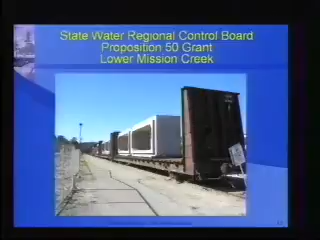 State Water Regional Control Board
Proposition 50 Grant
Lower Mission Creek